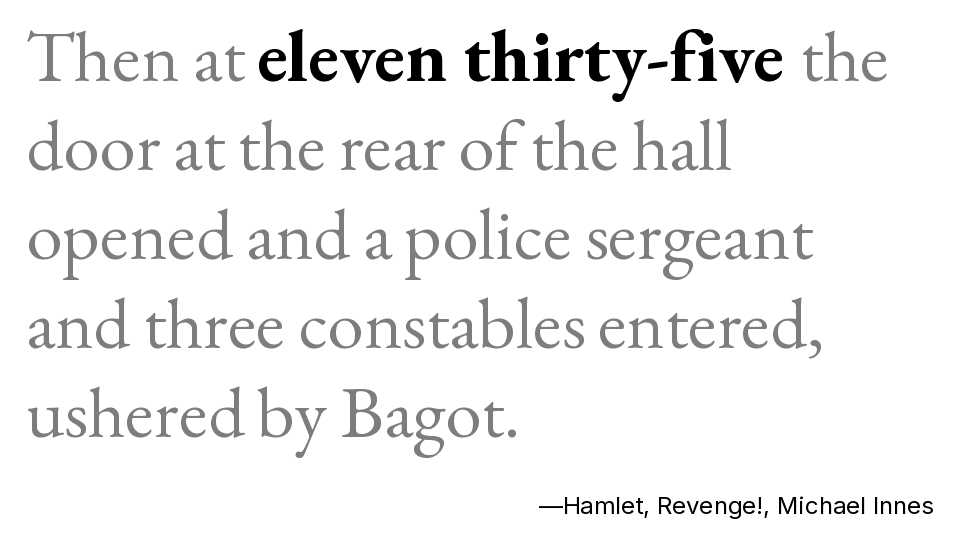 Then at eleven thirty-five the
door at the rear of the hall
opened and a police sergeant
and three constables entered,
ushered by Bagot.
—Hamlet, Revenge!, Michael Innes